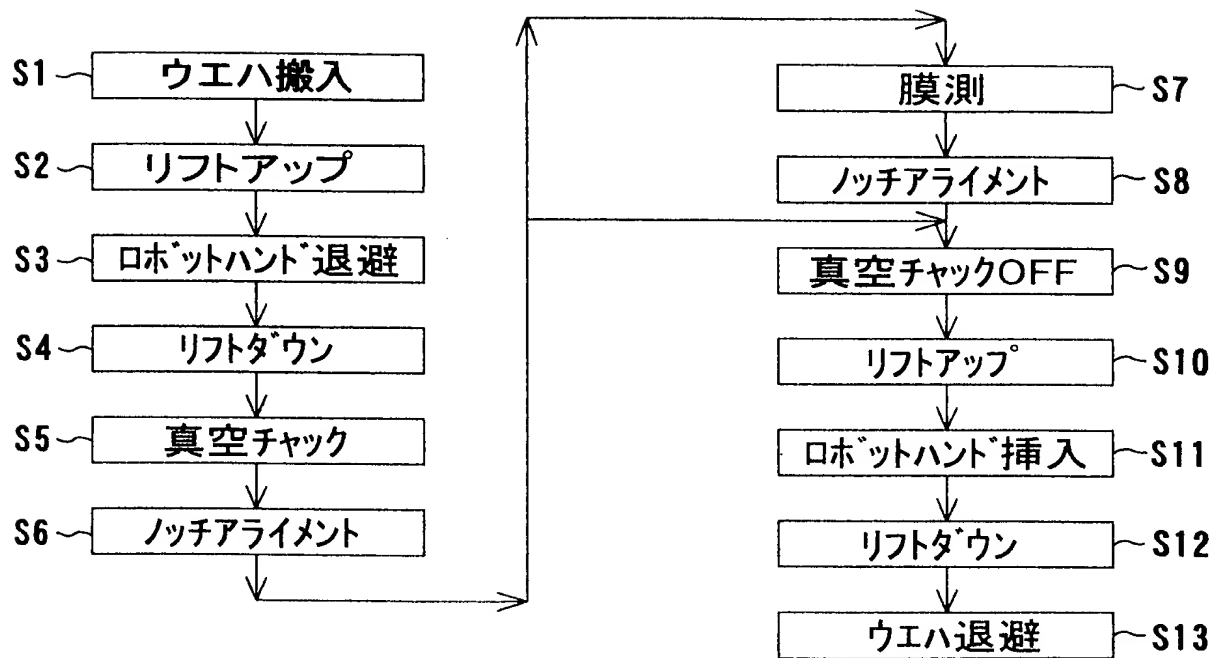 S1 ウエハ搬入
S2 リフトアップ
S3 ロボットハンド退避
S4 リフトダウン
S5 真空チャック
S6 ノッチアライメント
膜測 S7
ノッチアライメント S8
真空チャックOFF S9
リフトアップ S10
ロボットハンド挿入 S11
リフトダウン S12
ウエハ退避 S13